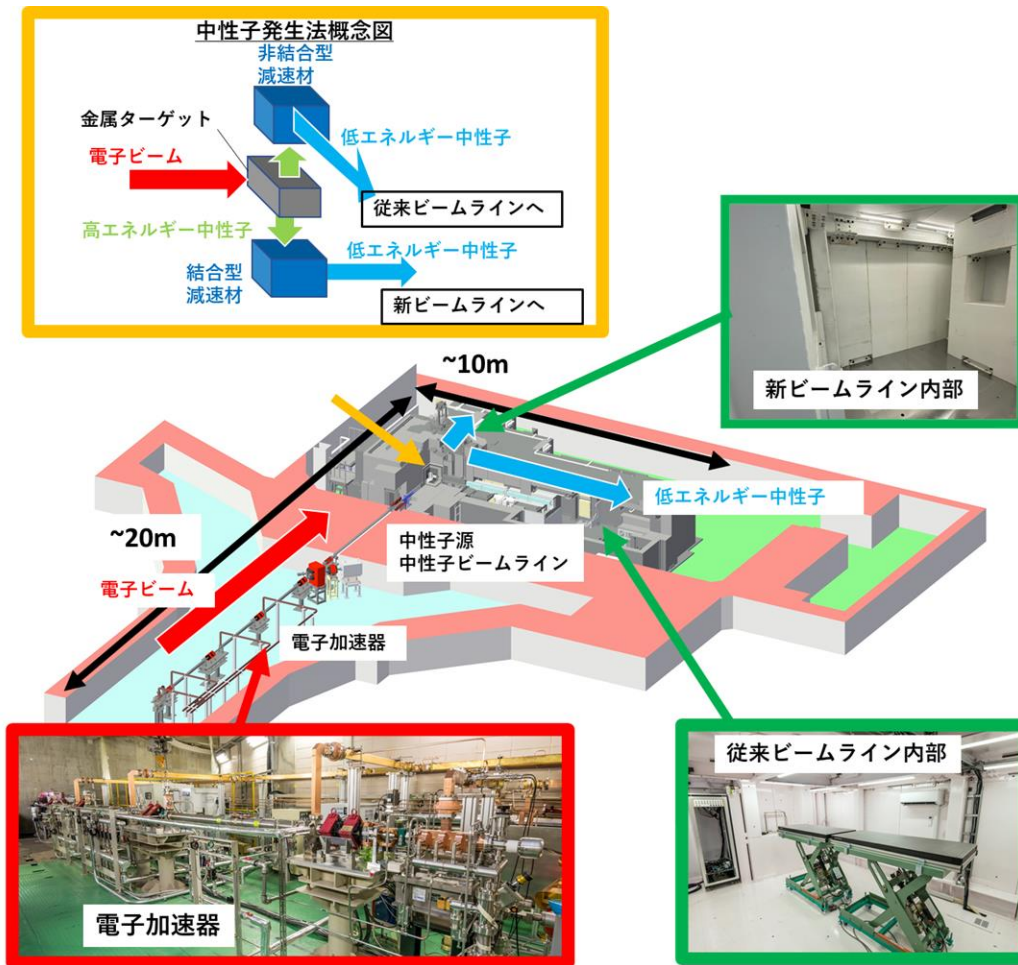 中性子発生法概念図
非結合型
減速材
金属ターゲット
低エネルギー中性子
電子ビーム
従来ビームラインへ
高エネルギー中性子
低エネルギー中性子
結合型
減速材
新ビームラインへ
新ビームライン内部
~10m
低エネルギー中性子
~20m
中性子源
中性子ビームライン
電子ビーム
電子加速器
従来ビームライン内部
電子加速器